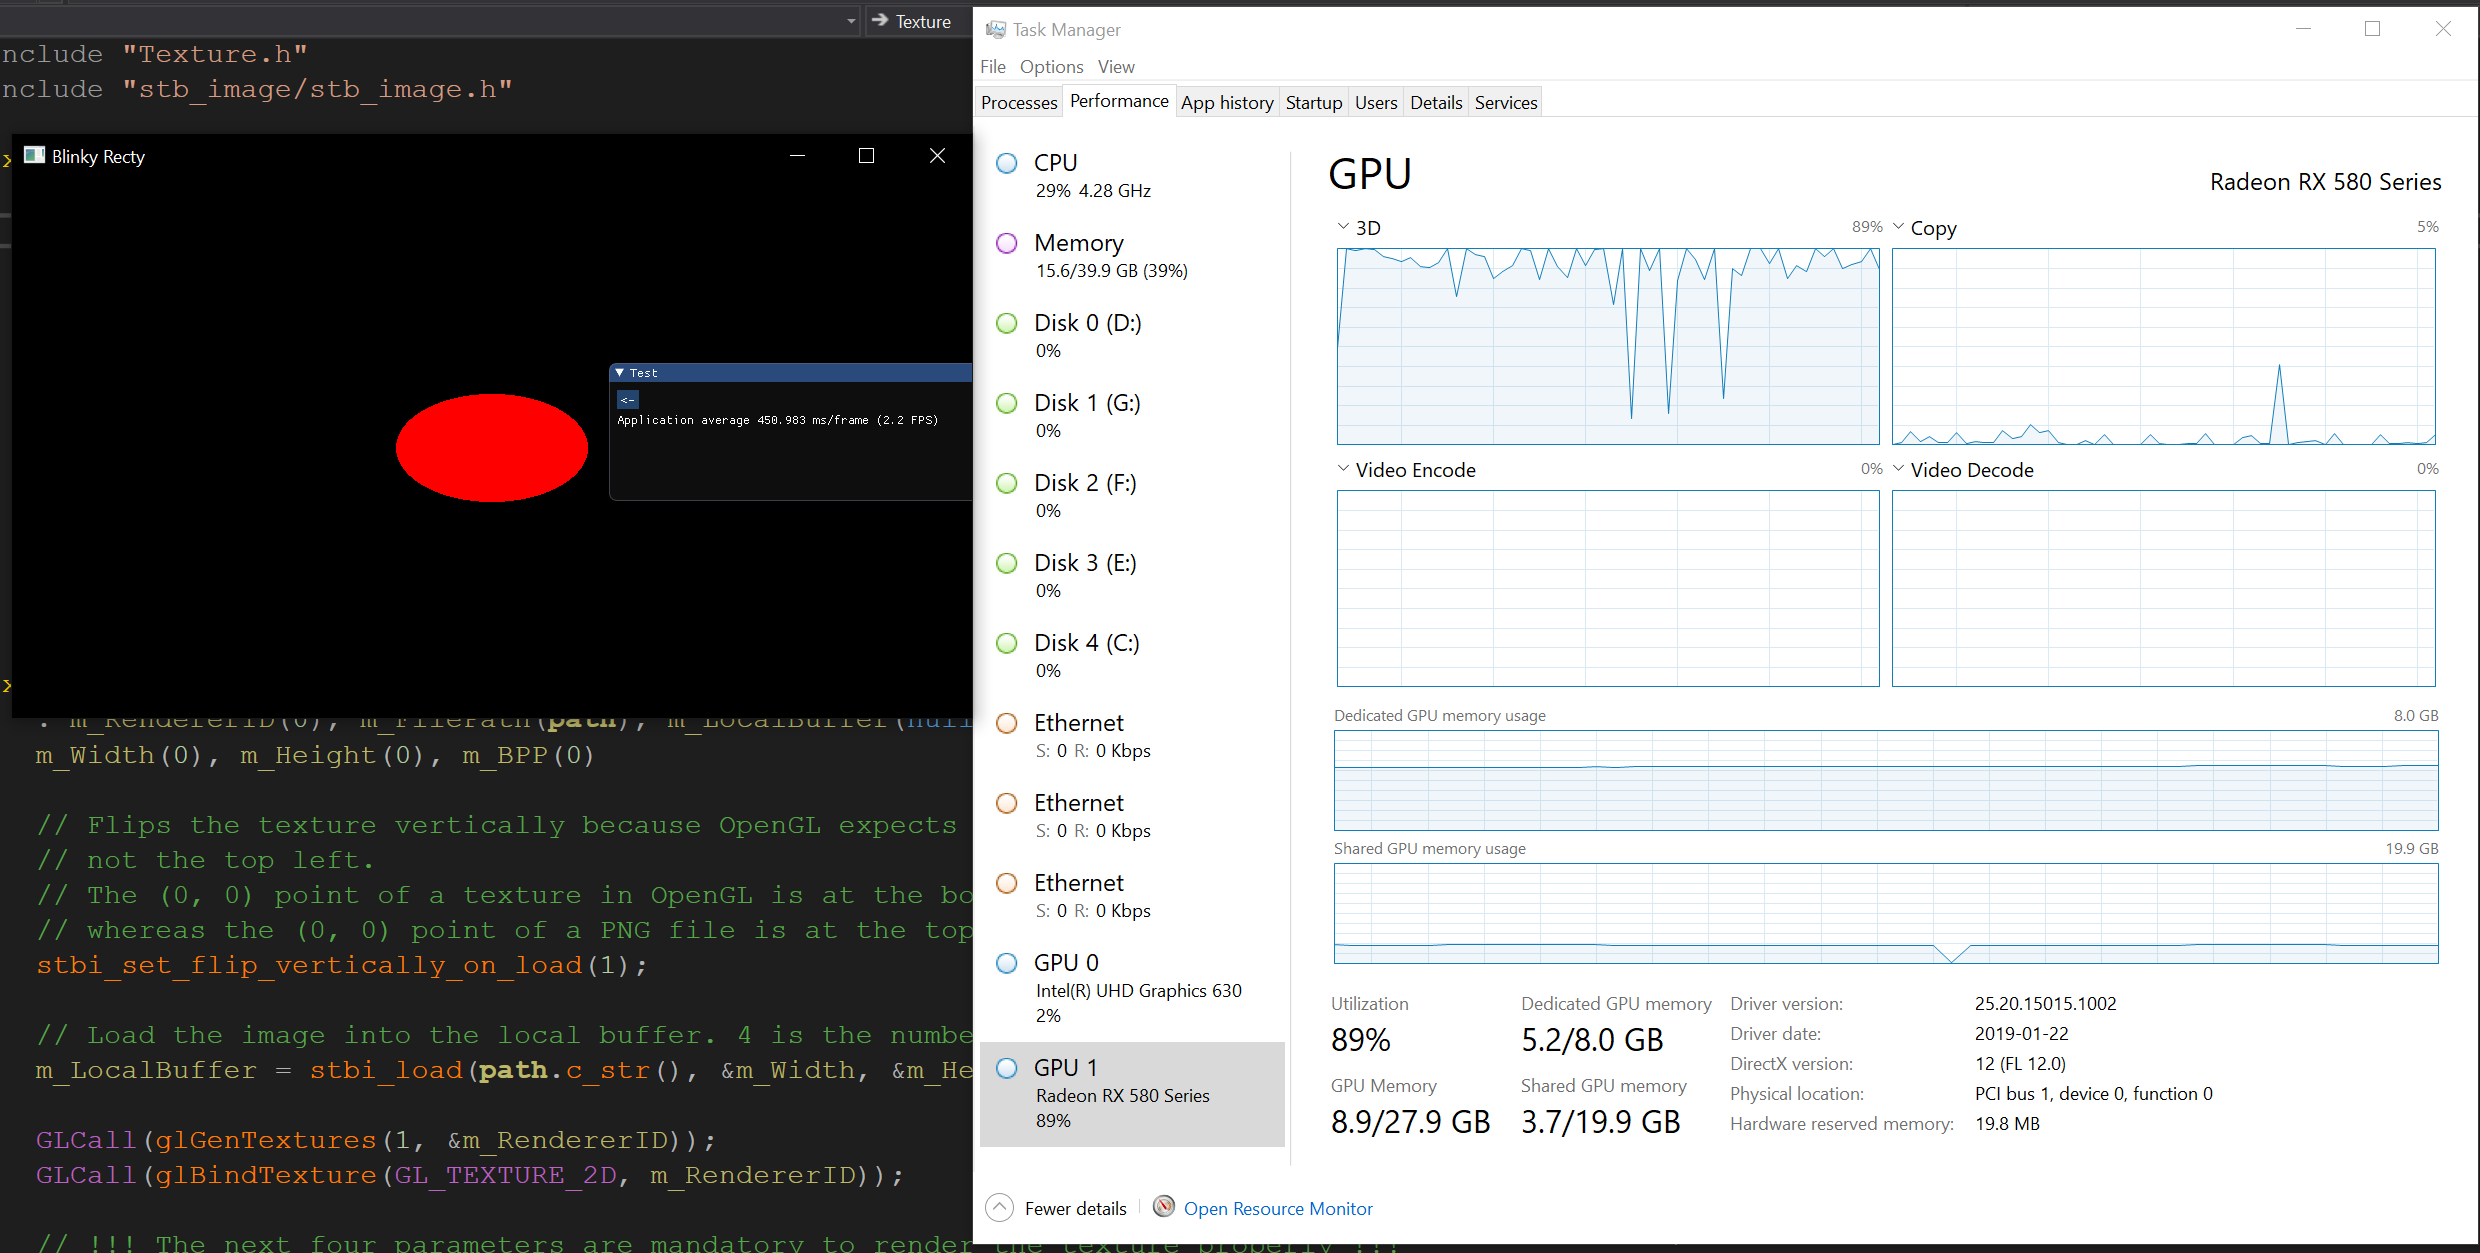 Texture
nclude "Texture.h"
nclude "stb_image/stb_image.h"
Blinky Recty
Test
<-
Application average 450.983 ms/frame (2.2 FPS)
: m_RendererID(0), m_FilePath(path), m_LocalBuffer(null
m_Width(0), m_Height(0), m_BPP(0)
// Flips the texture vertically because OpenGL expects
// not the top left.
// The (0, 0) point of a texture in OpenGL is at the bo
// whereas the (0, 0) point of a PNG file is at the top
stbi_set_flip_vertically_on_load(1);
// Load the image into the local buffer. 4 is the numbe
m_LocalBuffer = stbi_load(path.c_str(), &m_Width, &m_He
GLCall(glGenTextures(1, &m_RendererID));
GLCall(glBindTexture(GL_TEXTURE_2D, m_RendererID));
// !!! The next four parameters are mandatory to render the texture properly !!!
Task Manager
File Options View
Processes Performance App history Startup Users Details Services
CPU
29% 4.28 GHz
Memory
15.6/39.9 GB (39%)
Disk 0 (D:)
0%
Disk 1 (G:)
0%
Disk 2 (F:)
0%
Disk 3 (E:)
0%
Disk 4 (C:)
0%
Ethernet
S: 0 R: 0 Kbps
Ethernet
S: 0 R: 0 Kbps
Ethernet
S: 0 R: 0 Kbps
GPU 0
Intel(R) UHD Graphics 630
2%
GPU 1
Radeon RX 580 Series
89%
GPU
Radeon RX 580 Series
3D 89%
Copy 5%
Video Encode 0%
Video Decode 0%
Dedicated GPU memory usage 8.0 GB
Shared GPU memory usage 19.9 GB
Utilization
89%
Dedicated GPU memory
5.2/8.0 GB
GPU Memory
8.9/27.9 GB
Shared GPU memory
3.7/19.9 GB
Driver version: 25.20.15015.1002
Driver date: 2019-01-22
DirectX version: 12 (FL 12.0)
Physical location: PCI bus 1, device 0, function 0
Hardware reserved memory: 19.8 MB
Fewer details
Open Resource Monitor